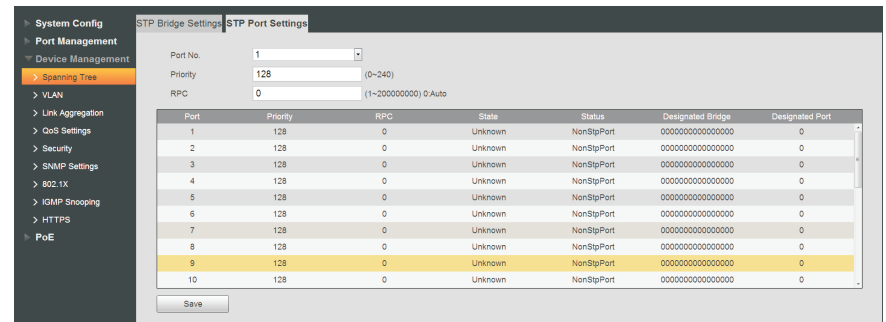 System Config
Port Management
Device Management
> Spanning Tree
> VLAN
> Link Aggregation
> QoS Settings
> Security
> SNMP Settings
> 802.1X
> IGMP Snooping
> HTTPS
PoE
STP Bridge Settings STP Port Settings
Port No. 1
Priority 128 (0~240)
RPC 0 (1~200000000) 0:Auto
Port Priority RPC State Status Designated Bridge Designated Port
1 128 0 Unknown NonStpPort 0000000000000000 0
2 128 0 Unknown NonStpPort 0000000000000000 0
3 128 0 Unknown NonStpPort 0000000000000000 0
4 128 0 Unknown NonStpPort 0000000000000000 0
5 128 0 Unknown NonStpPort 0000000000000000 0
6 128 0 Unknown NonStpPort 0000000000000000 0
7 128 0 Unknown NonStpPort 0000000000000000 0
8 128 0 Unknown NonStpPort 0000000000000000 0
9 128 0 Unknown NonStpPort 0000000000000000 0
10 128 0 Unknown NonStpPort 0000000000000000 0
Save